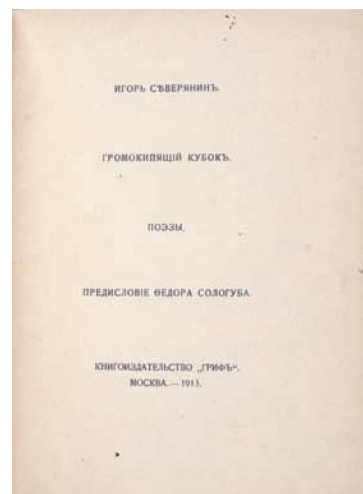 ИГОРЬ СѢВЕРЯНИНЪ.
ГРОМОКИПЯЩІЙ КУБОКЪ.
ПОЭЗЫ.
ПРЕДИСЛОВІЕ ѲЕДОРА СОЛОГУБА.
КНИГОИЗДАТЕЛЬСТВО „ГРИФЪ“.
МОСКВА. — 1913.